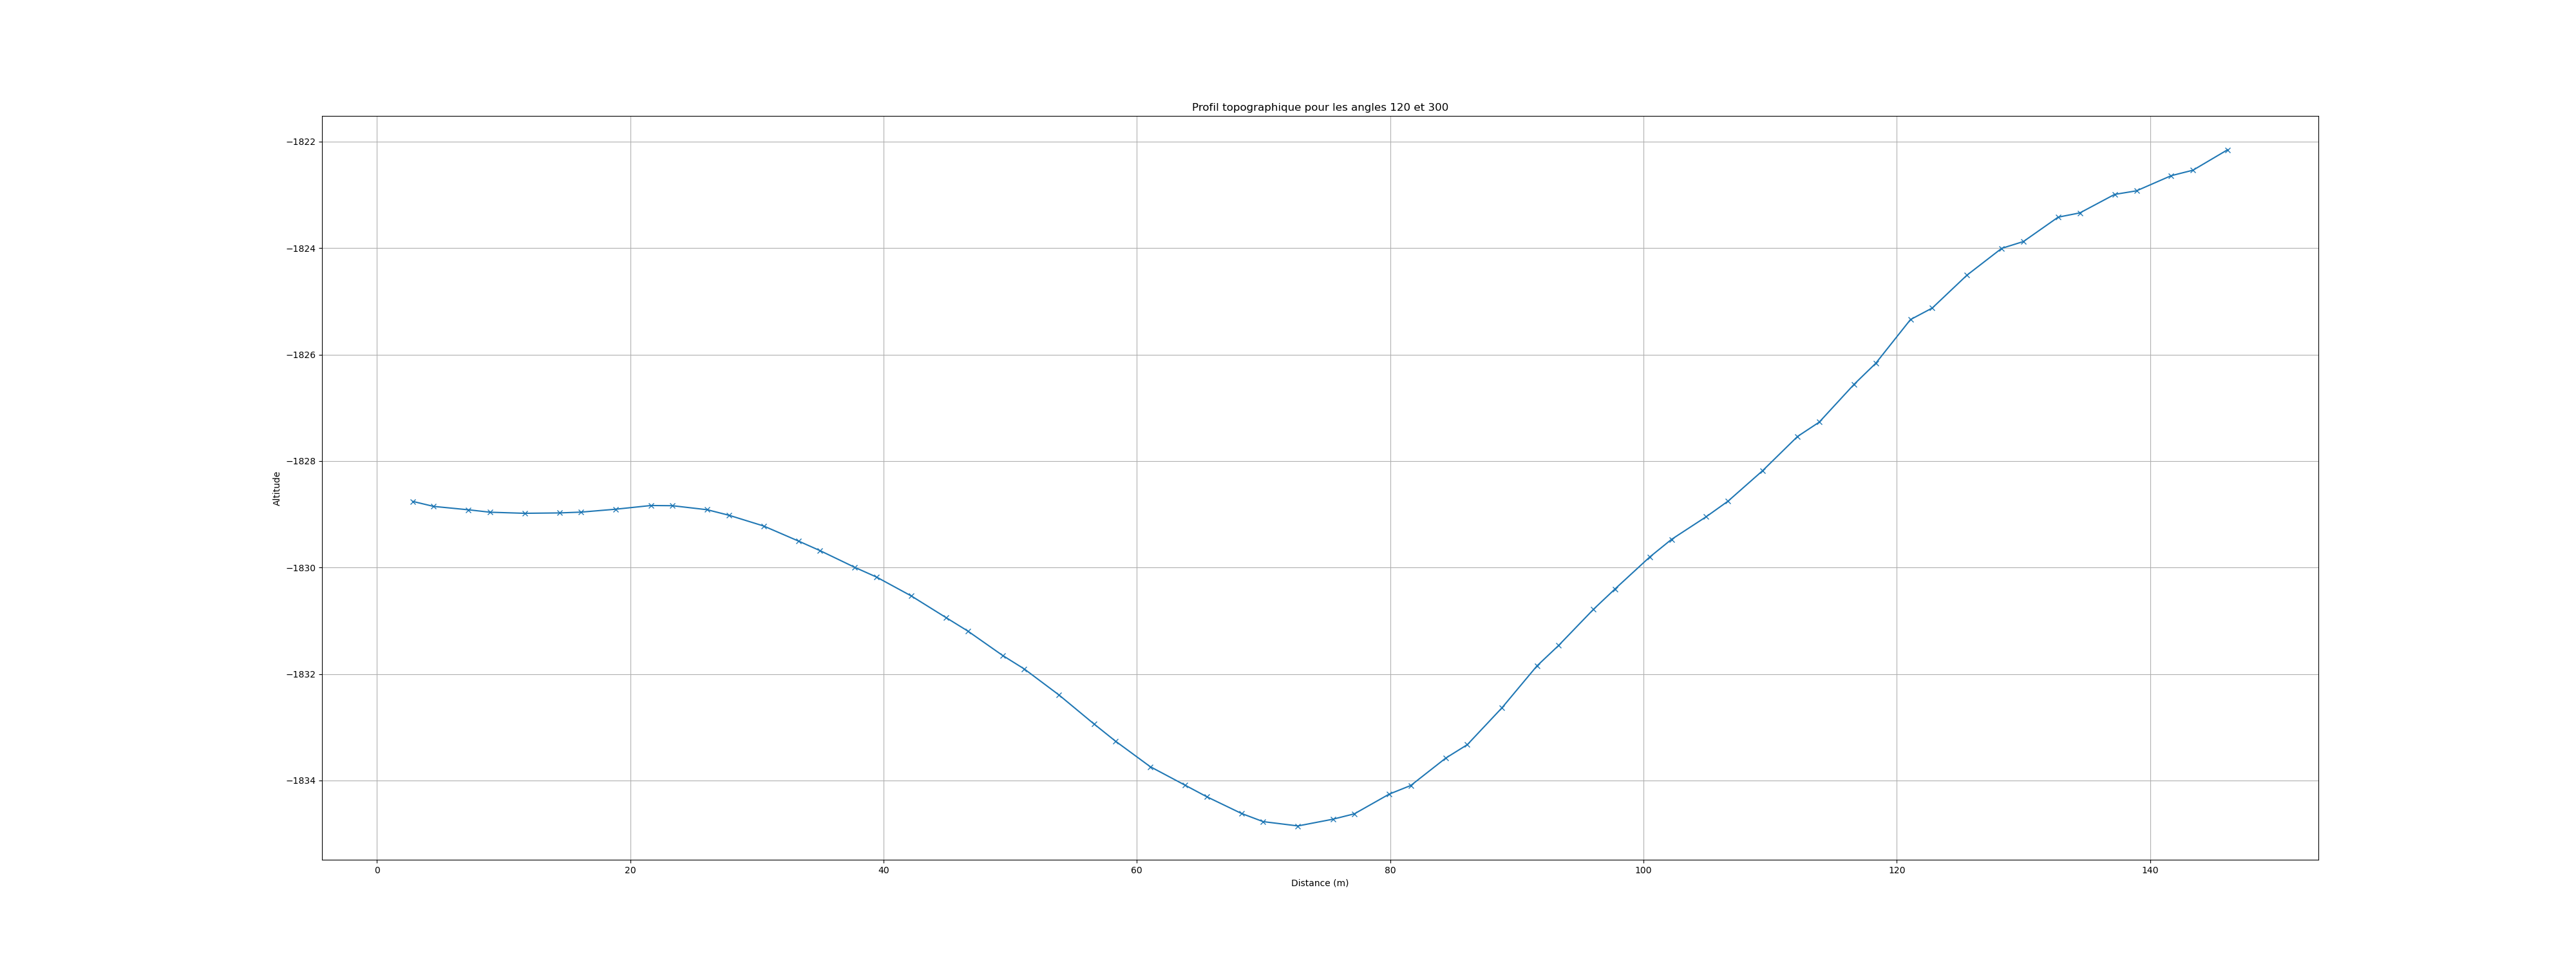 Profil topographique pour les angles 120 et 300
−1822
−1824
−1826
−1828
−1830
−1832
−1834
Altitude
0 20 40 60 80 100 120 140
Distance (m)